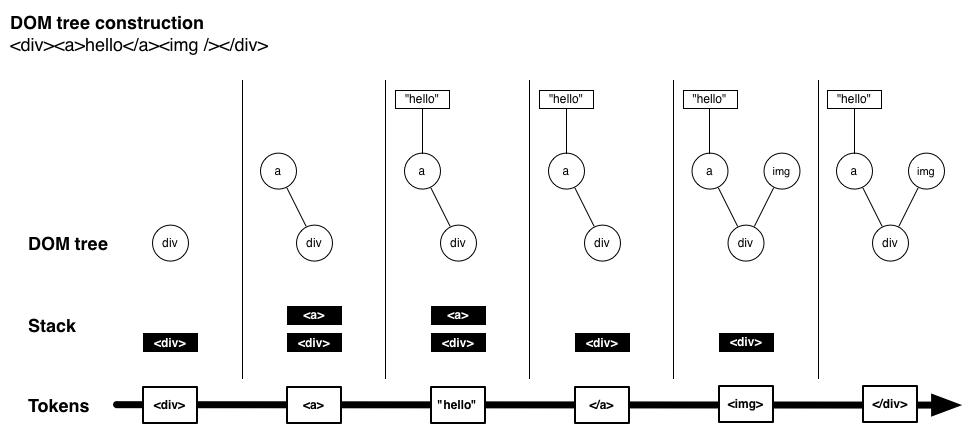 DOM tree construction
<div><a>hello</a><img /></div>
"hello" "hello" "hello" "hello"
a a a a img a img
DOM tree div div div div div div
<a> <a>
Stack
<div> <div> <div> <div> <div>
Tokens <div> <a> "hello" </a> <img> </div>